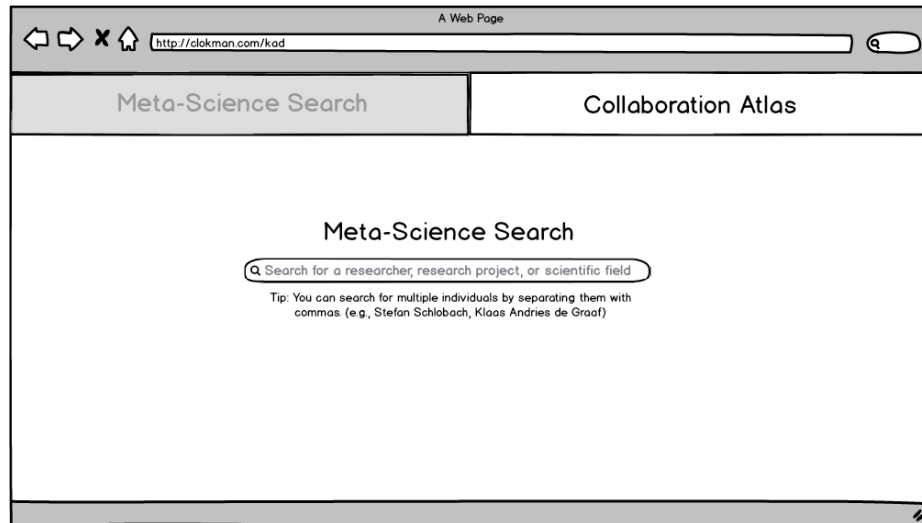 A Web Page
http://clokman.com/kad
Meta-Science Search
Collaboration Atlas
Meta-Science Search
Search for a researcher, research project, or scientific field
Tip: You can search for multiple individuals by separating them with
commas. (e.g., Stefan Schlobach, Klaas Andries de Graaf)